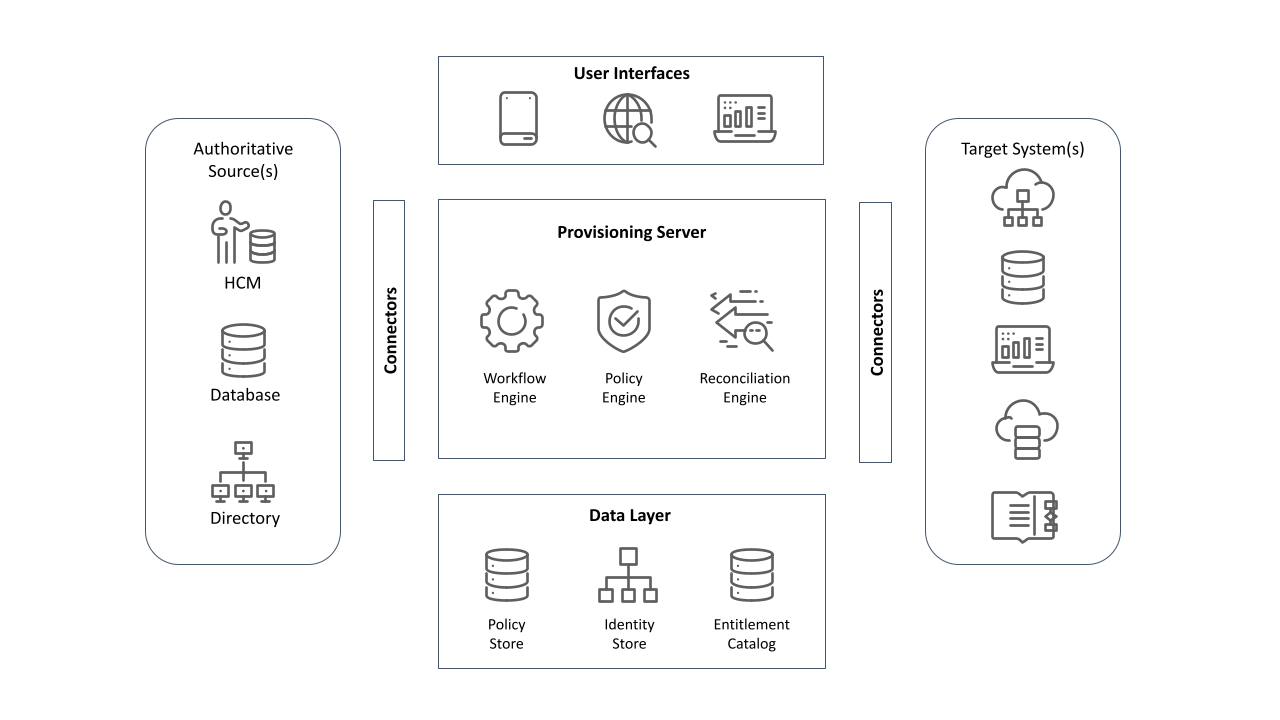 User Interfaces
Authoritative
Source(s)
HCM
Database
Directory
Connectors
Provisioning Server
Workflow
Engine
Policy
Engine
Reconciliation
Engine
Data Layer
Policy
Store
Identity
Store
Entitlement
Catalog
Connectors
Target System(s)